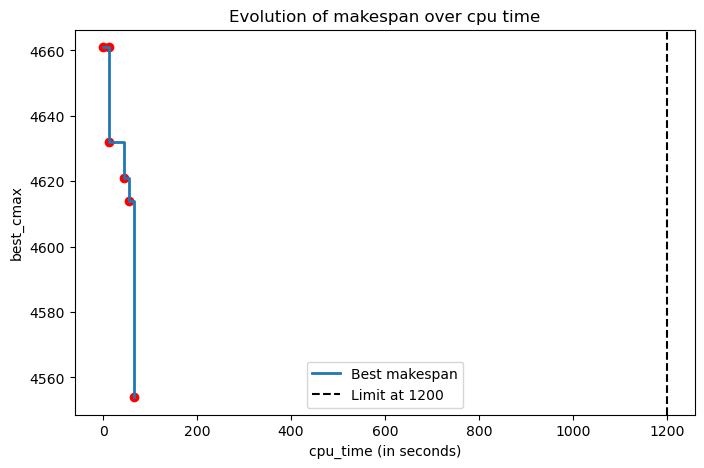 Evolution of makespan over cpu time
best_cmax
4660
4640
4620
4600
4580
4560
Best makespan
Limit at 1200
0
200
400
600
800
1000
1200
cpu_time (in seconds)